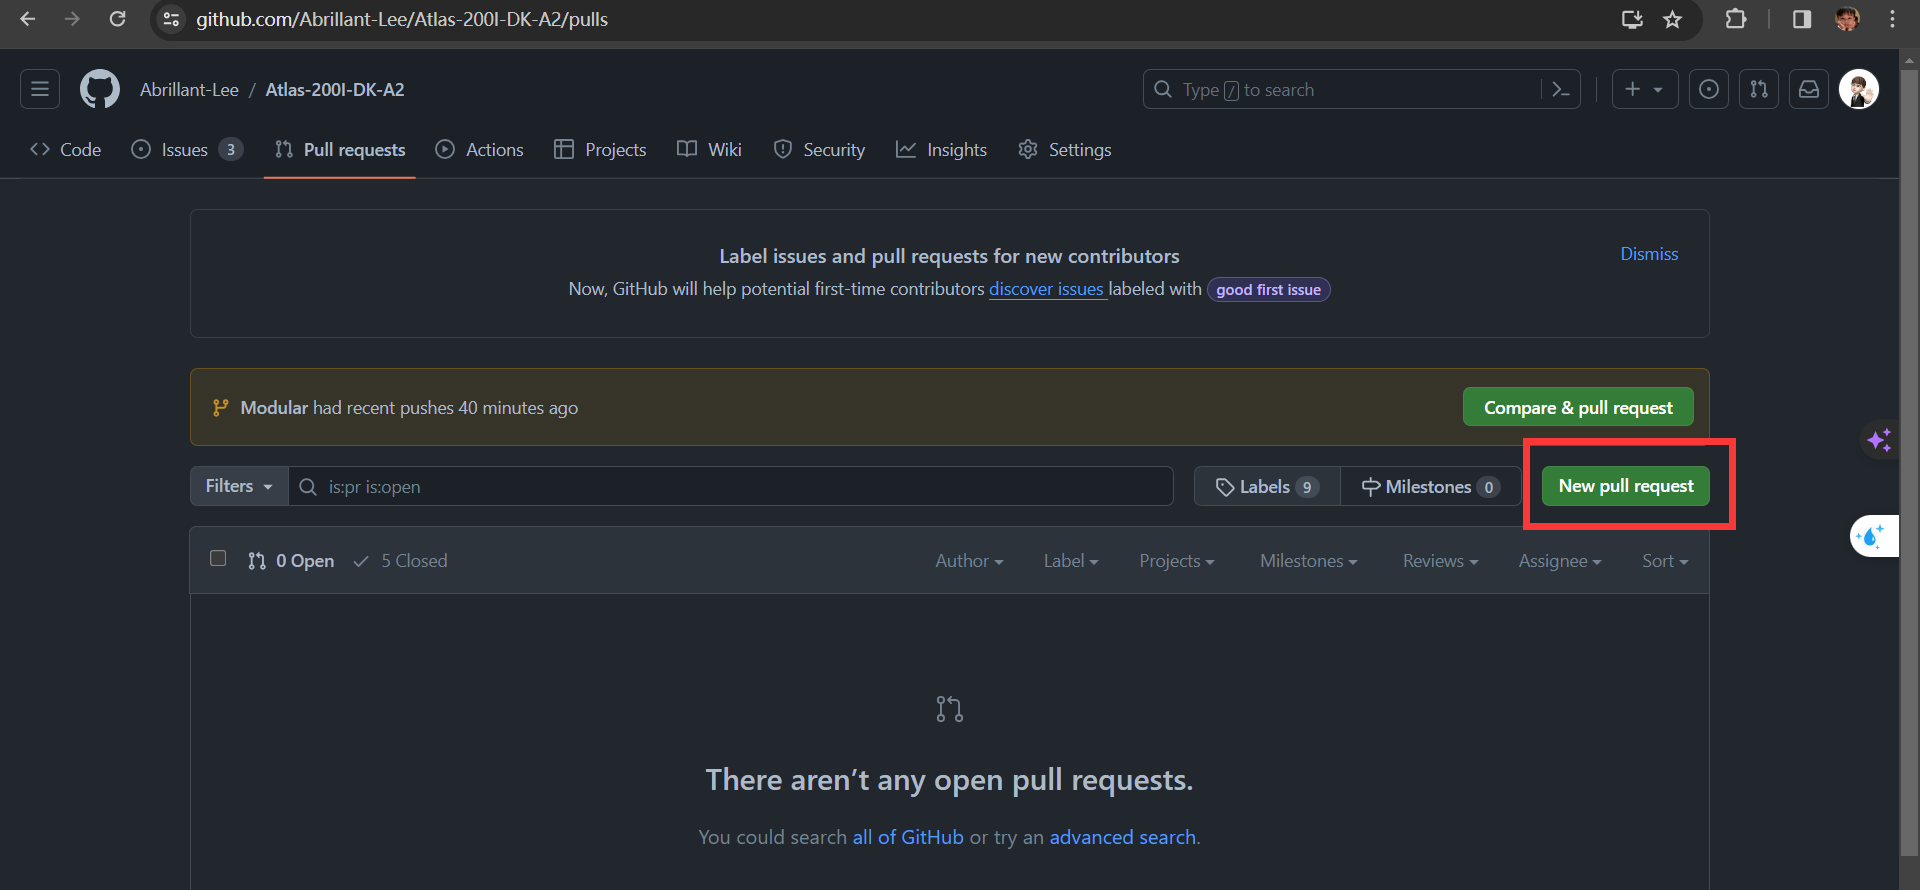 github.com/Abrillant-Lee/Atlas-200I-DK-A2/pulls
Abrillant-Lee / Atlas-200I-DK-A2
Type / to search
Code Issues 3 Pull requests Actions Projects Wiki Security Insights Settings
Label issues and pull requests for new contributors
Dismiss
Now, GitHub will help potential first-time contributors discover issues labeled with good first issue
Modular had recent pushes 40 minutes ago
Compare & pull request
Filters is:pr is:open Labels 9 Milestones 0 New pull request
0 Open 5 Closed Author Label Projects Milestones Reviews Assignee Sort
There aren’t any open pull requests.
You could search all of GitHub or try an advanced search.